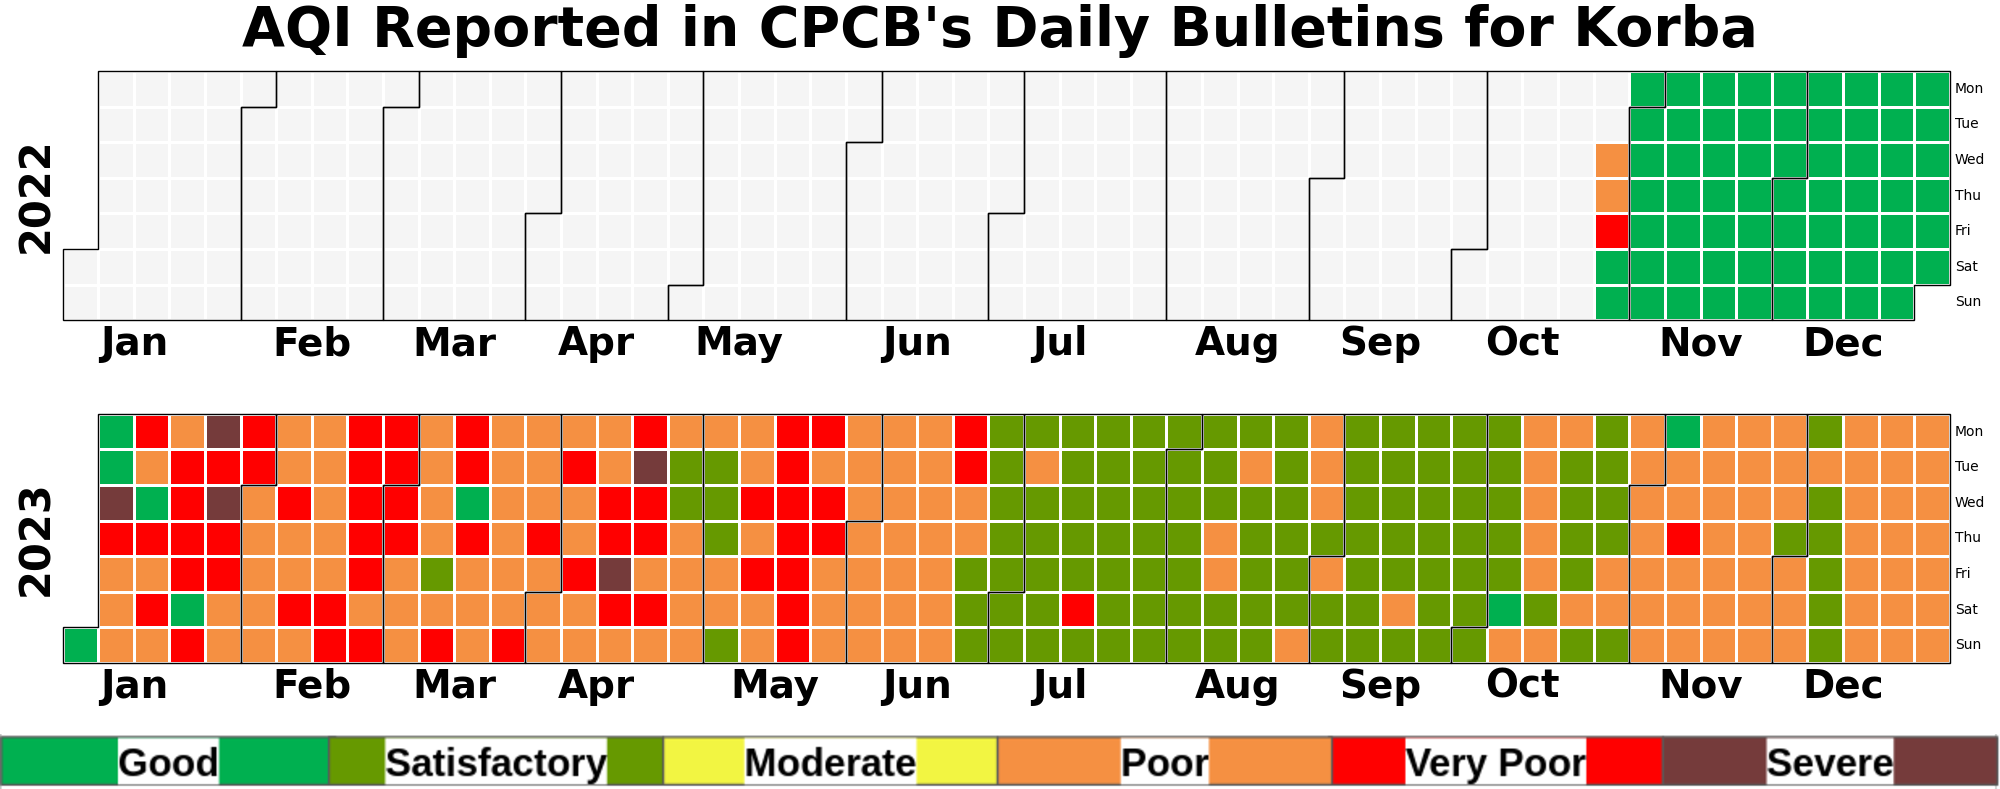 AQI Reported in CPCB's Daily Bulletins for Korba
2022
Mon
Tue
Wed
Thu
Fri
Sat
Sun
Jan Feb Mar Apr May Jun Jul Aug Sep Oct Nov Dec
2023
Mon
Tue
Wed
Thu
Fri
Sat
Sun
Jan Feb Mar Apr May Jun Jul Aug Sep Oct Nov Dec
Good Satisfactory Moderate Poor Very Poor Severe